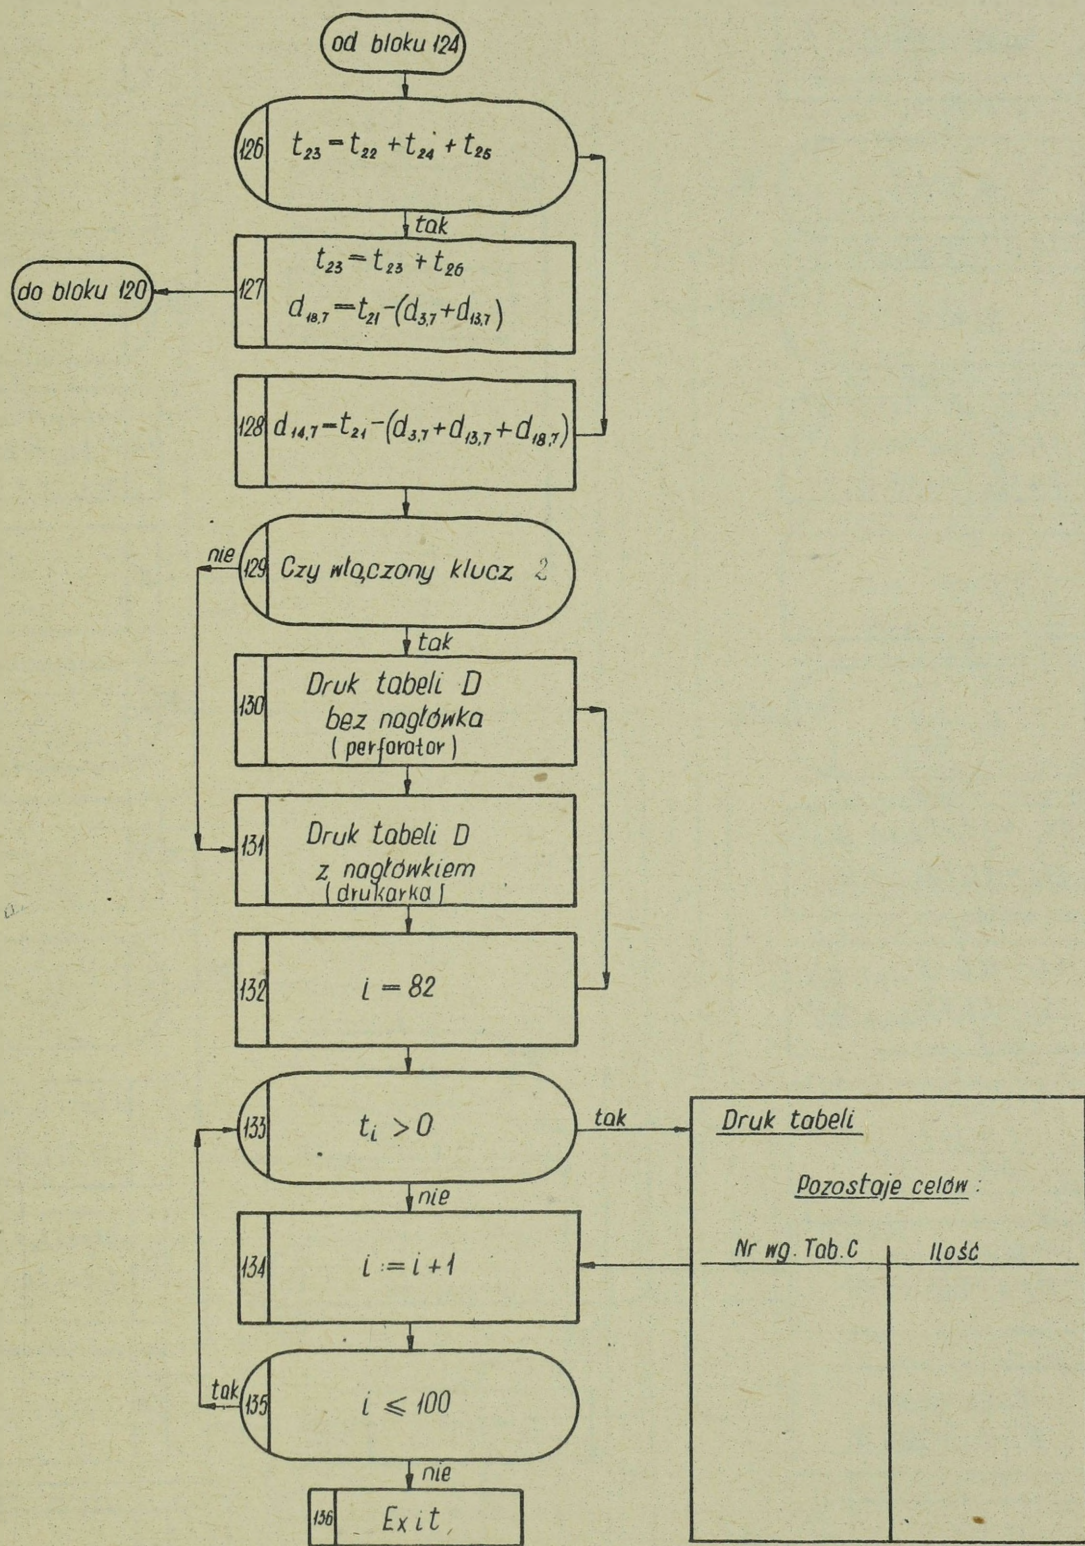 od bloku 124
126 t₂₃ = t₂₂ + t₂₄ + t₂₅
tak
127 t₂₃ = t₂₃ + t₂₆
do bloku 120
d₁₈,₇ = t₂₁ - (d₃,₇ + d₁₃,₇)
128 d₁₄,₇ = t₂₁ - (d₃,₇ + d₁₃,₇ + d₁₈,₇)
nie
129 Czy włączony klucz 2
tak
130 Druk tabeli D
bez nagłówka
(perforator)
131 Druk tabeli D
z nagłówkiem
(drukarka)
132 i = 82
133 tᵢ > 0
tak
nie
Druk tabeli
Pozostaje celów :
Nr wg. Tab. C Ilość
134 i := i + 1
tak
135 i ⩽ 100
nie
136 Exit